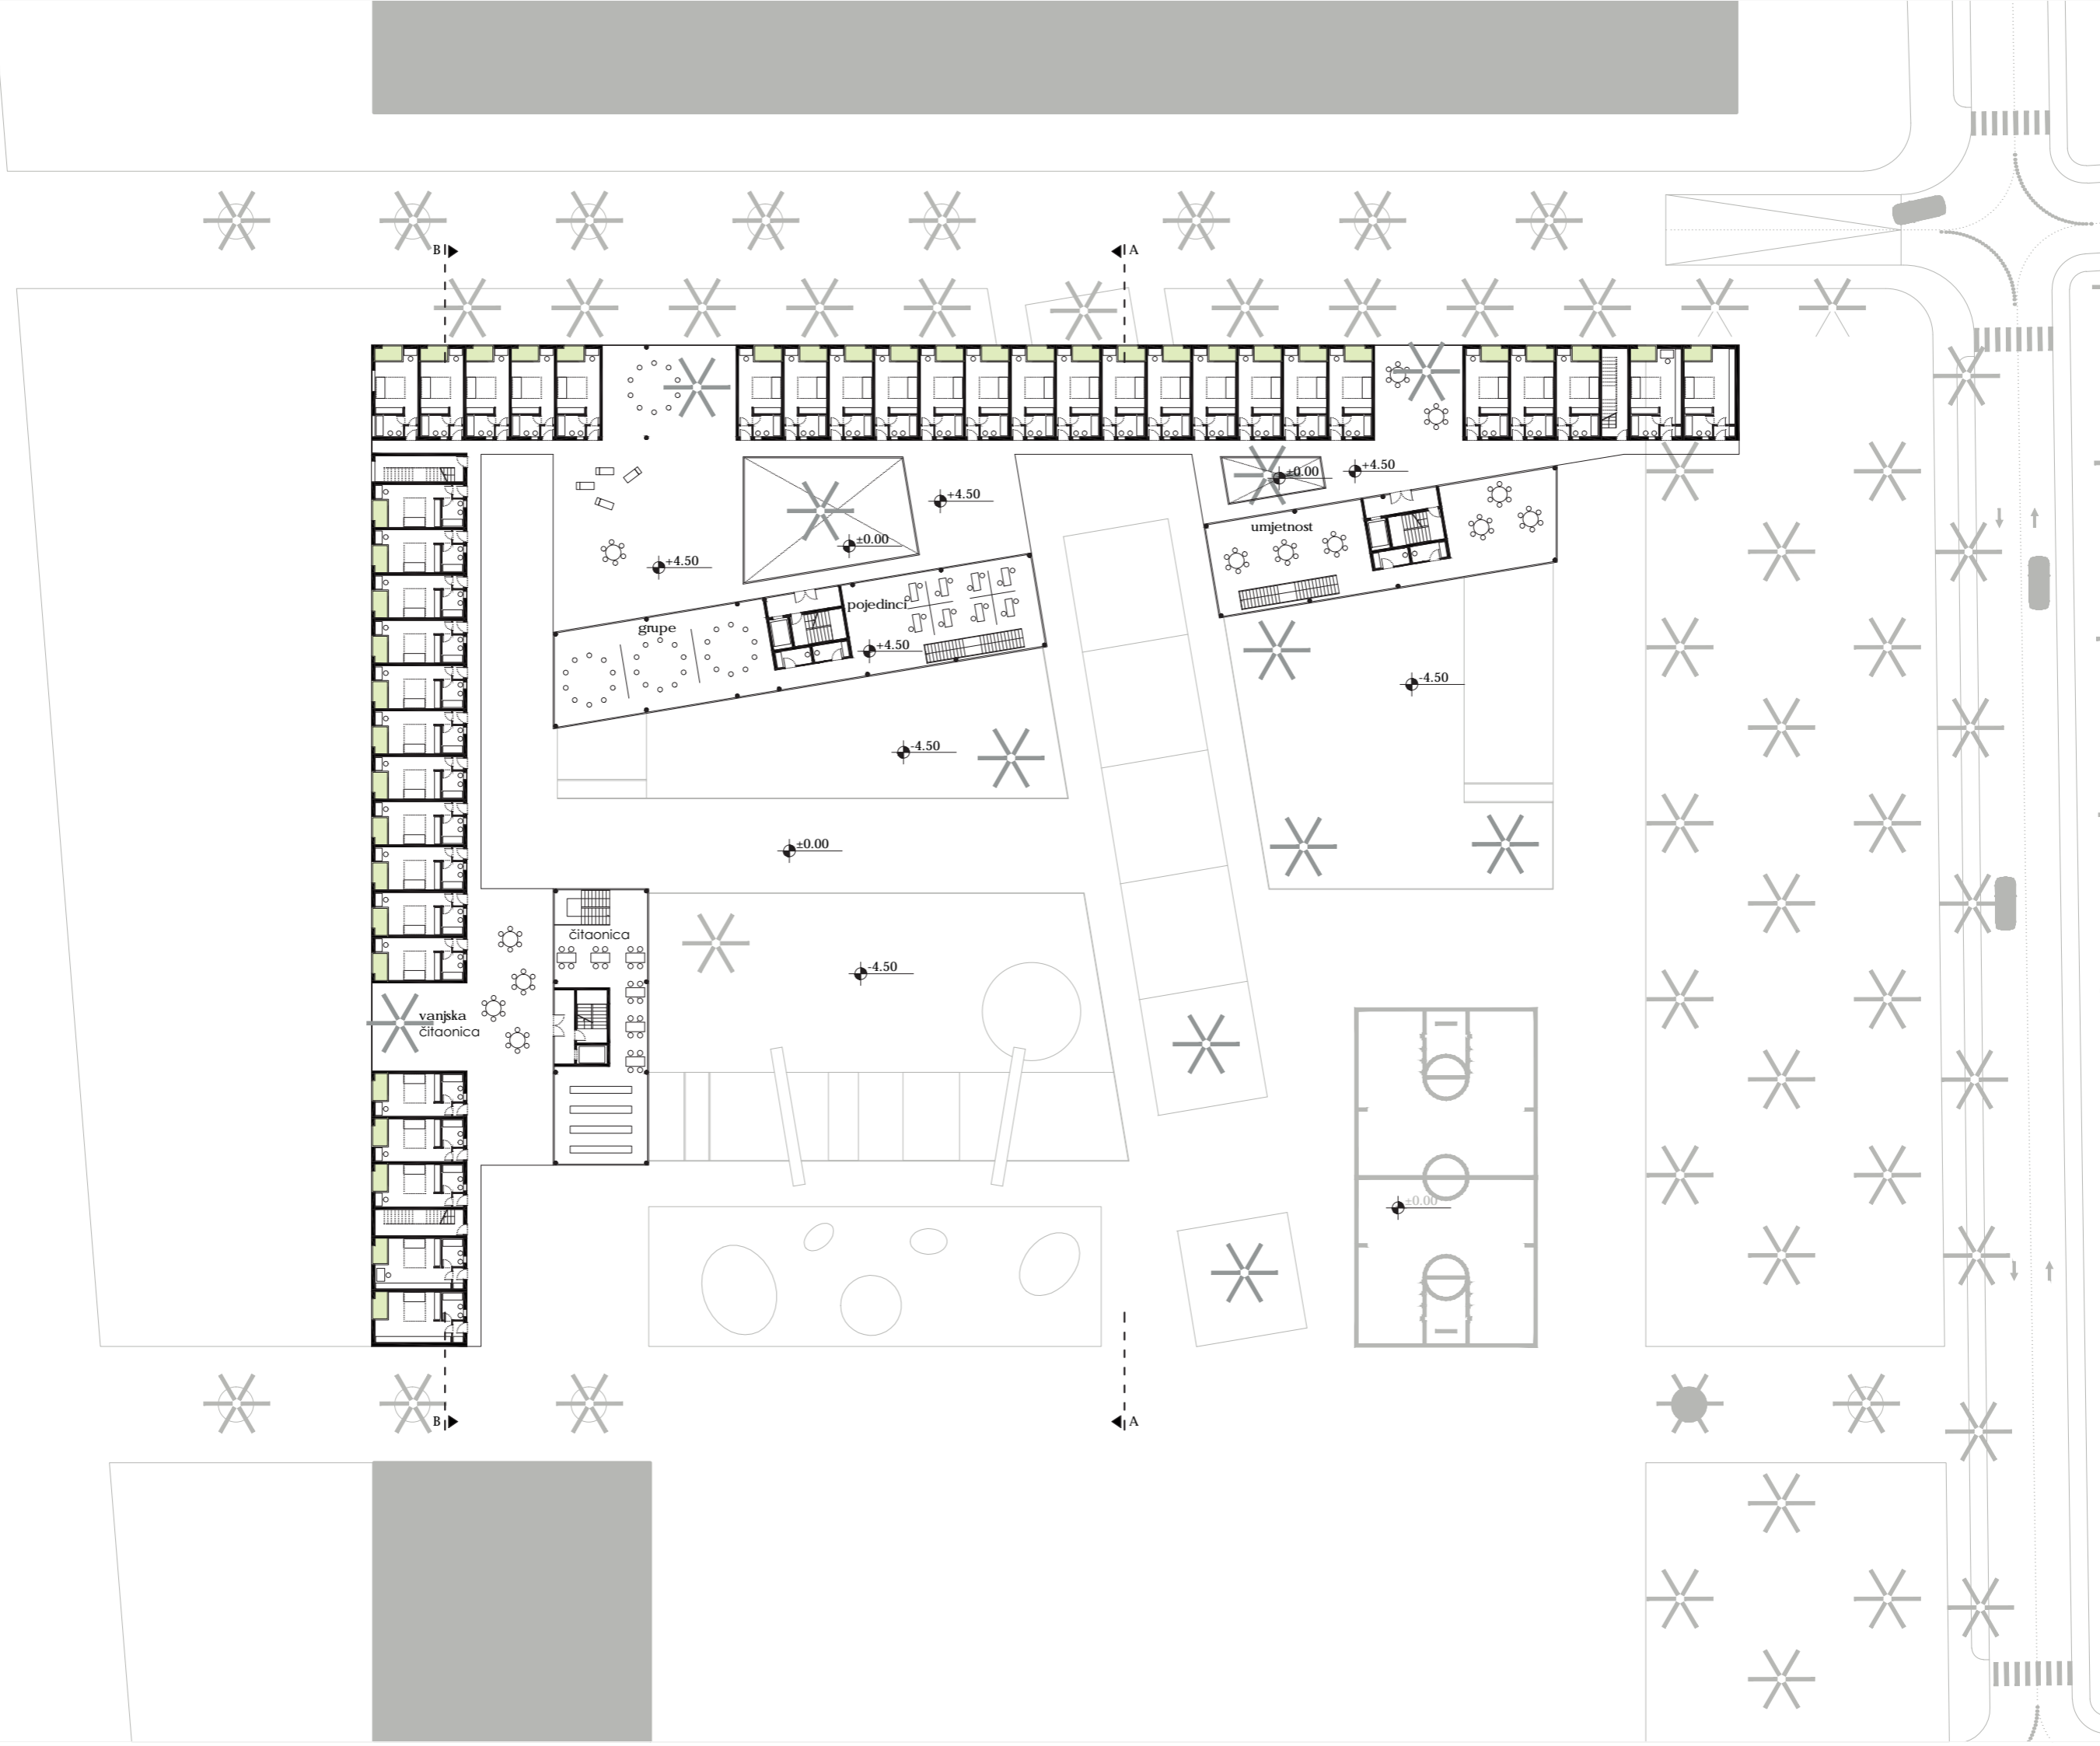 B
A
±0.00
+4.50
+4.50
umjetnost
±0.00
+4.50
pojedinci
grupe
+4.50
-4.50
-4.50
±0.00
čitaonica
-4.50
vanjska
čitaonica
±0.00
B
A